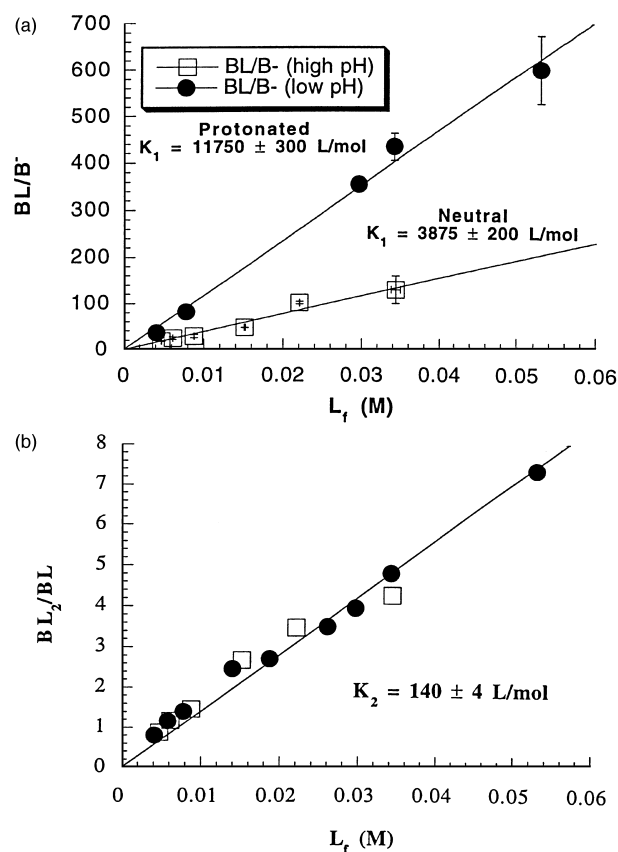 (a)
700
600
500
400
300
200
100
0
BL/B⁻
BL/B- (high pH)
BL/B- (low pH)
Protonated
K₁ = 11750 ± 300 L/mol
Neutral
K₁ = 3875 ± 200 L/mol
0.01 0.02 0.03 0.04 0.05 0.06
L_f (M)
(b)
8
7
6
5
4
3
2
1
0
BL₂/BL
K₂ = 140 ± 4 L/mol
0 0.01 0.02 0.03 0.04 0.05 0.06
L_f (M)